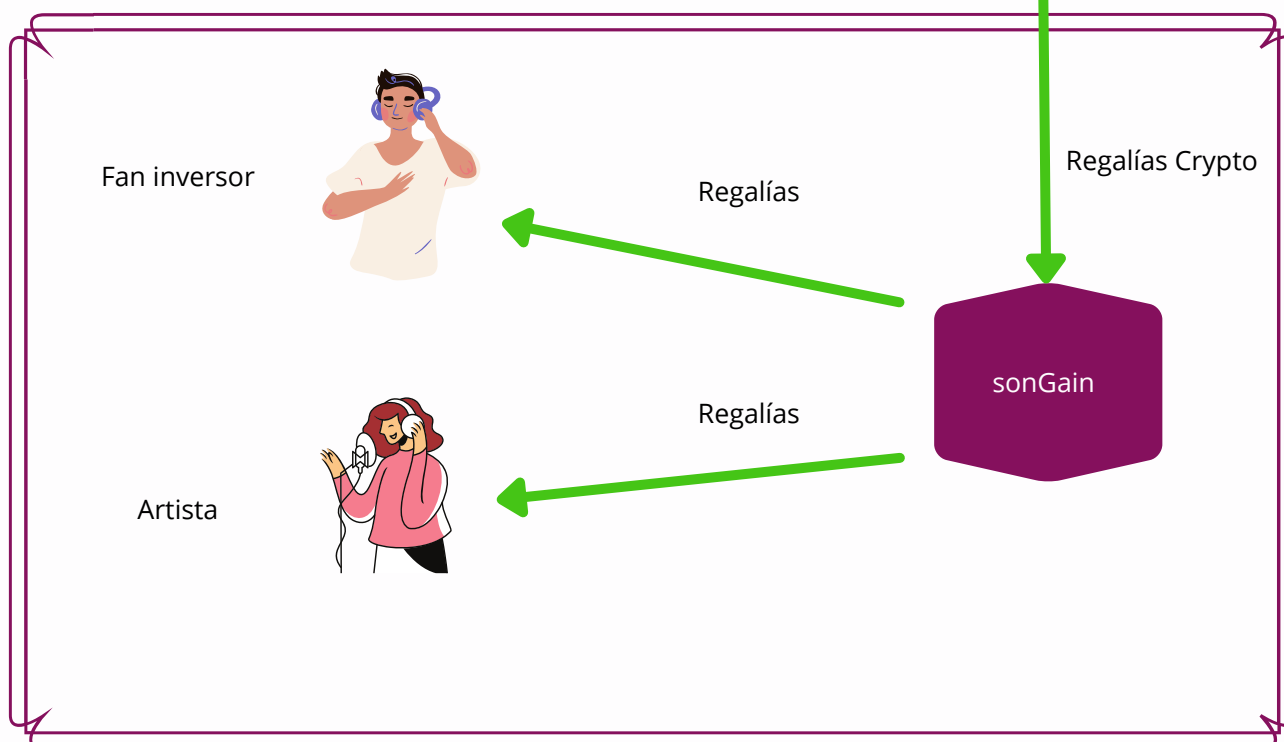 Fan inversor
Regalías
Regalías Crypto
sonGain
Regalías
Artista